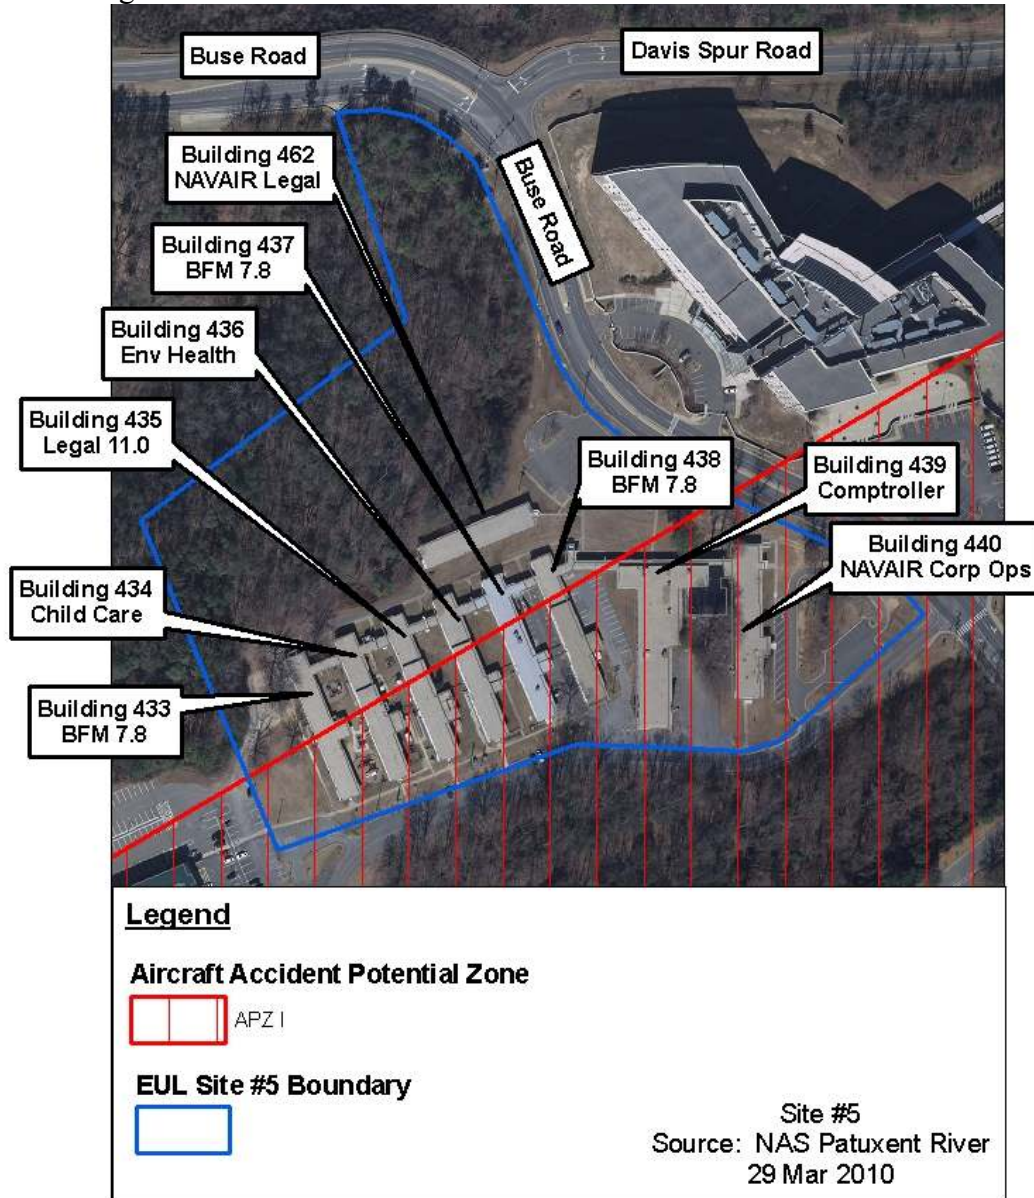 Buse Road
Davis Spur Road
Building 462
NAVAIR Legal
Buse Road
Building 437
BFM 7.8
Building 436
Env Health
Building 435
Legal 11.0
Building 438
BFM 7.8
Building 439
Comptroller
Building 440
NAVAIR Corp Ops
Building 434
Child Care
Building 433
BFM 7.8
Legend
Aircraft Accident Potential Zone
APZ I
EUL Site #5 Boundary
Site #5
Source: NAS Patuxent River
29 Mar 2010